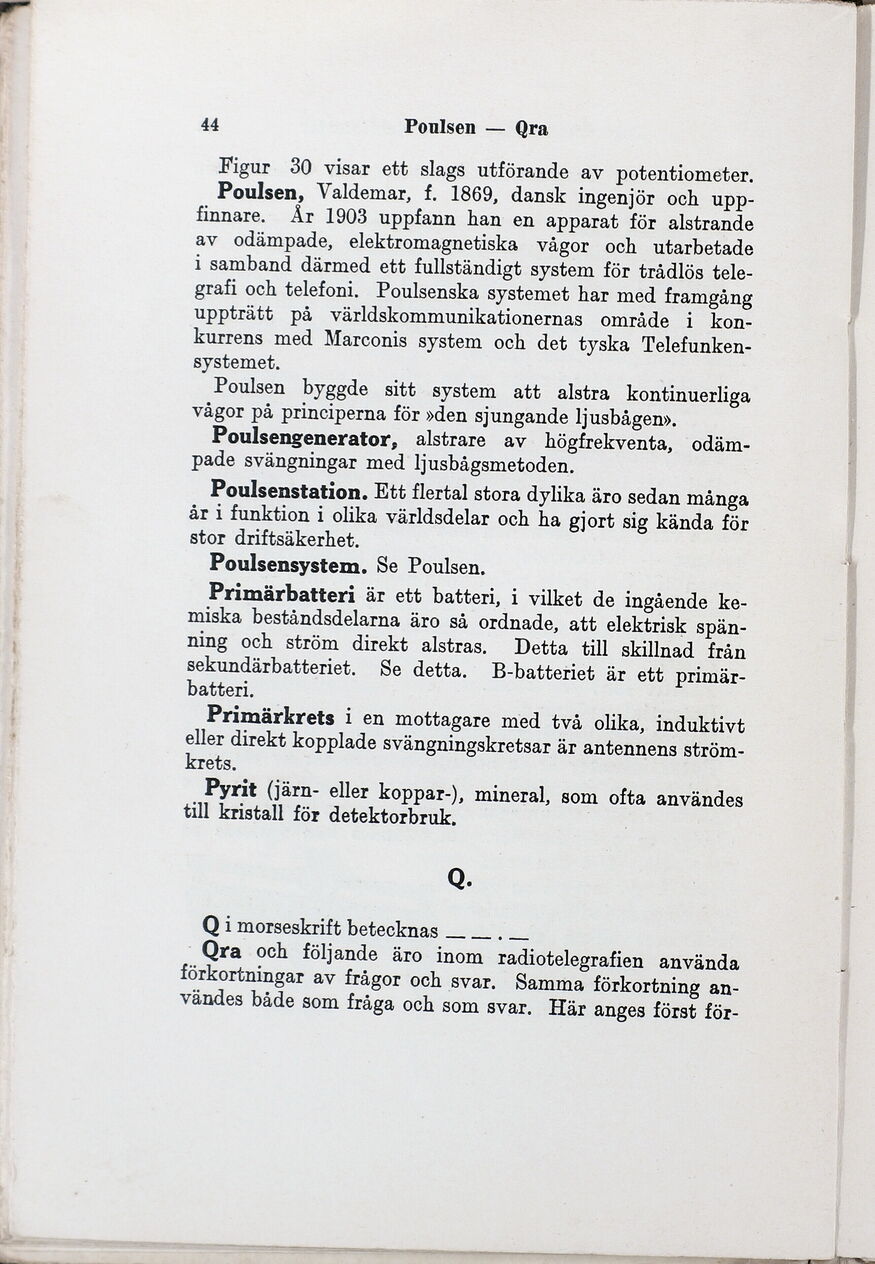 44 Poulsen — Qra
Figur 30 visar ett slags utförande av potentiometer.
Poulsen, Valdemar, f. 1869, dansk ingenjör och upp-
finnare. År 1903 uppfann han en apparat för alstrande
av odämpade, elektromagnetiska vågor och utarbetade
i samband därmed ett fullständigt system för trådlös tele-
grafi och telefoni. Poulsenska systemet har med framgång
uppträtt på världskommunikationernas område i kon-
kurrens med Marconis system och det tyska Telefunken-
systemet.
Poulsen byggde sitt system att alstra kontinuerliga
vågor på principerna för »den sjungande ljusbågen».
Poulsengenerator, alstrare av högfrekventa, odäm-
pade svängningar med ljusbågsmetoden.
Poulsenstation. Ett flertal stora dylika äro sedan många
år i funktion i olika världsdelar och ha gjort sig kända för
stor driftsäkerhet.
Poulsensystem. Se Poulsen.
Primärbatteri är ett batteri, i vilket de ingående ke-
miska beståndsdelarna äro så ordnade, att elektrisk spän-
ning och ström direkt alstras. Detta till skillnad från
sekundärbatteriet. Se detta. B-batteriet är ett primär-
batteri.
Primärkrets i en mottagare med två olika, induktivt
eller direkt kopplade svängningskretsar är antennens ström-
krets.
Pyrit (järn- eller koppar-), mineral, som ofta användes
till kristall för detektorbruk.
Q.
Q i morseskrift betecknas — — . —
Qra och följande äro inom radiotelegrafien använda
förkortningar av frågor och svar. Samma förkortning an-
vändes både som fråga och som svar. Här anges först för-